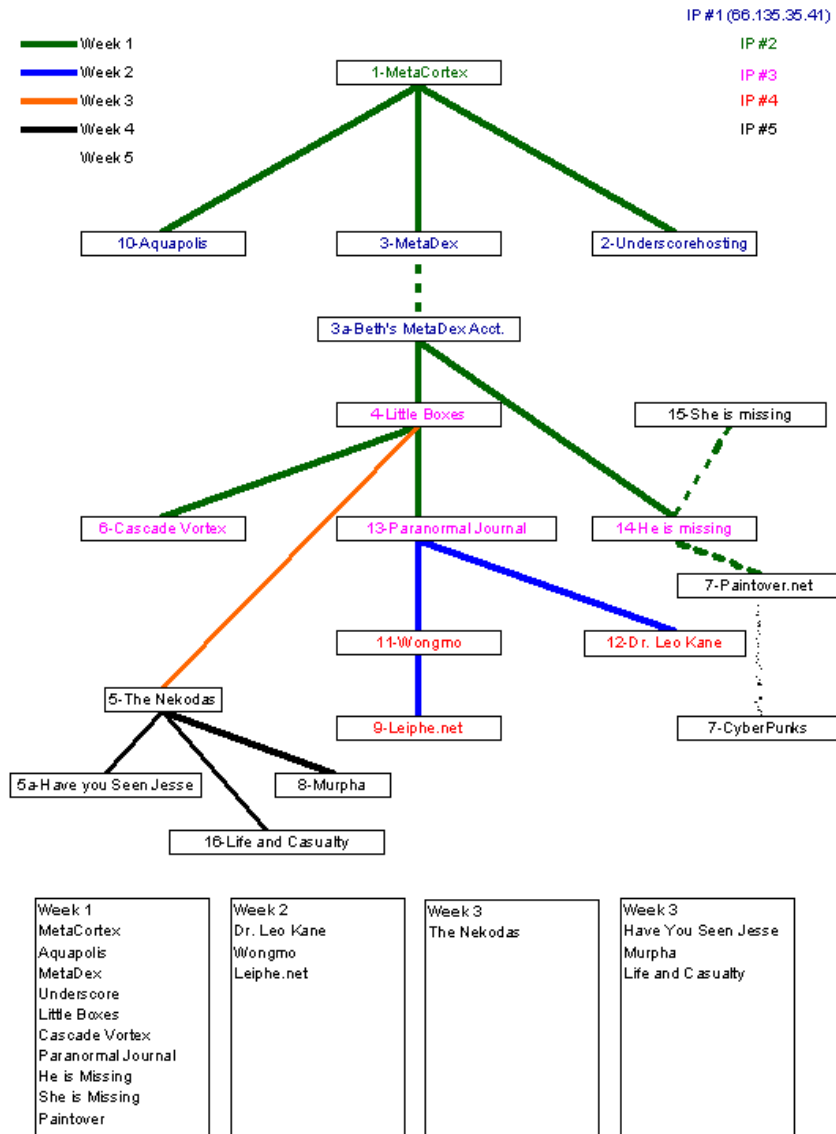 IP #1 (66.135.35.41)
Week 1
IP #2
1-MetaCortex
Week 2
IP #3
Week 3
IP #4
Week 4
IP #5
Week 5
10-Aquapolis
3-MetaDex
2-Underscorehosting
3a-Beth's MetaDex Acct.
4-Little Boxes
15-She is missing
6-Cascade Vortex
13-Paranormal Journal
14-He is missing
7-Paintover.net
11-Wongmo
12-Dr. Leo Kane
5-The Nekodas
9-Leiphe.net
7-CyberPunks
5a-Have you Seen Jesse
8-Murpha
16-Life and Casualty
Week 1
MetaCortex
Aquapolis
MetaDex
Underscore
Little Boxes
Cascade Vortex
Paranormal Journal
He is Missing
She is Missing
Paintover
Week 2
Dr. Leo Kane
Wongmo
Leiphe.net
Week 3
The Nekodas
Week 3
Have You Seen Jesse
Murpha
Life and Casualty